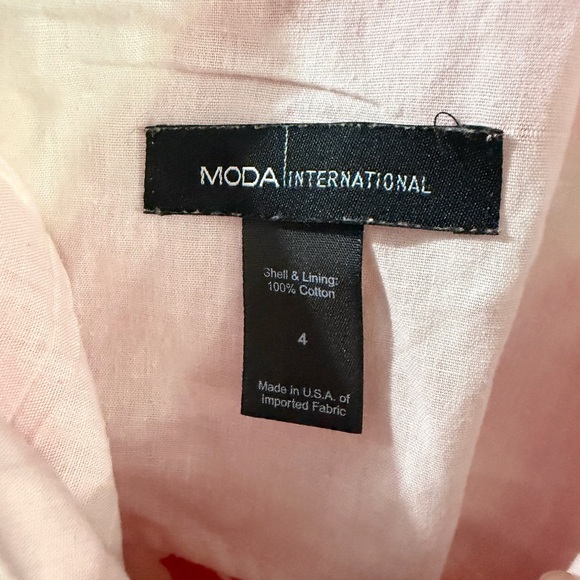 MODA INTERNATIONAL
Shell & Lining:
100% Cotton
4
Made in U.S.A. of
Imported Fabric